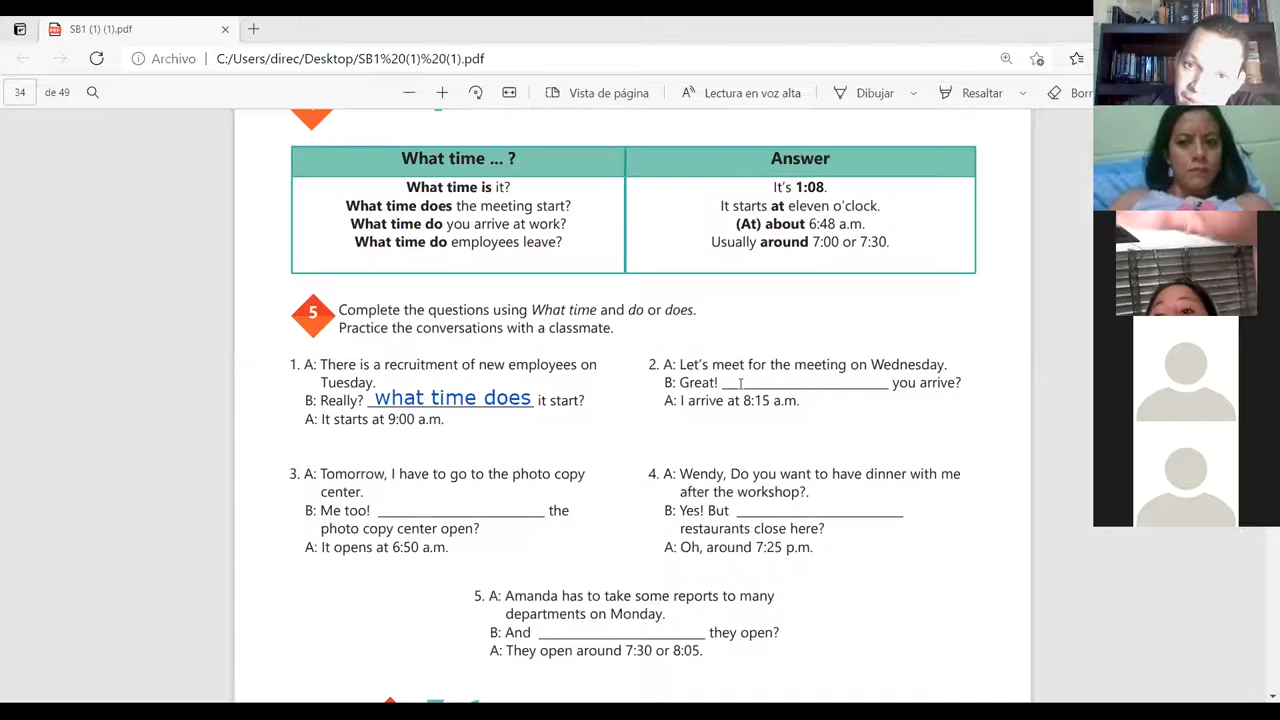 SB1 (1) (1).pdf
Archivo C:/Users/direc/Desktop/SB1%20(1)%20(1).pdf
34 de 49 Vista de página Lectura en voz alta Dibujar Resaltar Borr
What time ... ? Answer
What time is it? It's 1:08.
What time does the meeting start? It starts at eleven o'clock.
What time do you arrive at work? (At) about 6:48 a.m.
What time do employees leave? Usually around 7:00 or 7:30.
5 Complete the questions using What time and do or does.
Practice the conversations with a classmate.
1. A: There is a recruitment of new employees on
Tuesday.
B: Really? what time does it start?
A: It starts at 9:00 a.m.
2. A: Let's meet for the meeting on Wednesday.
B: Great! ____________________ you arrive?
A: I arrive at 8:15 a.m.
3. A: Tomorrow, I have to go to the photo copy
center.
B: Me too! ____________________ the
photo copy center open?
A: It opens at 6:50 a.m.
4. A: Wendy, Do you want to have dinner with me
after the workshop?.
B: Yes! But ____________________
restaurants close here?
A: Oh, around 7:25 p.m.
5. A: Amanda has to take some reports to many
departments on Monday.
B: And ____________________ they open?
A: They open around 7:30 or 8:05.